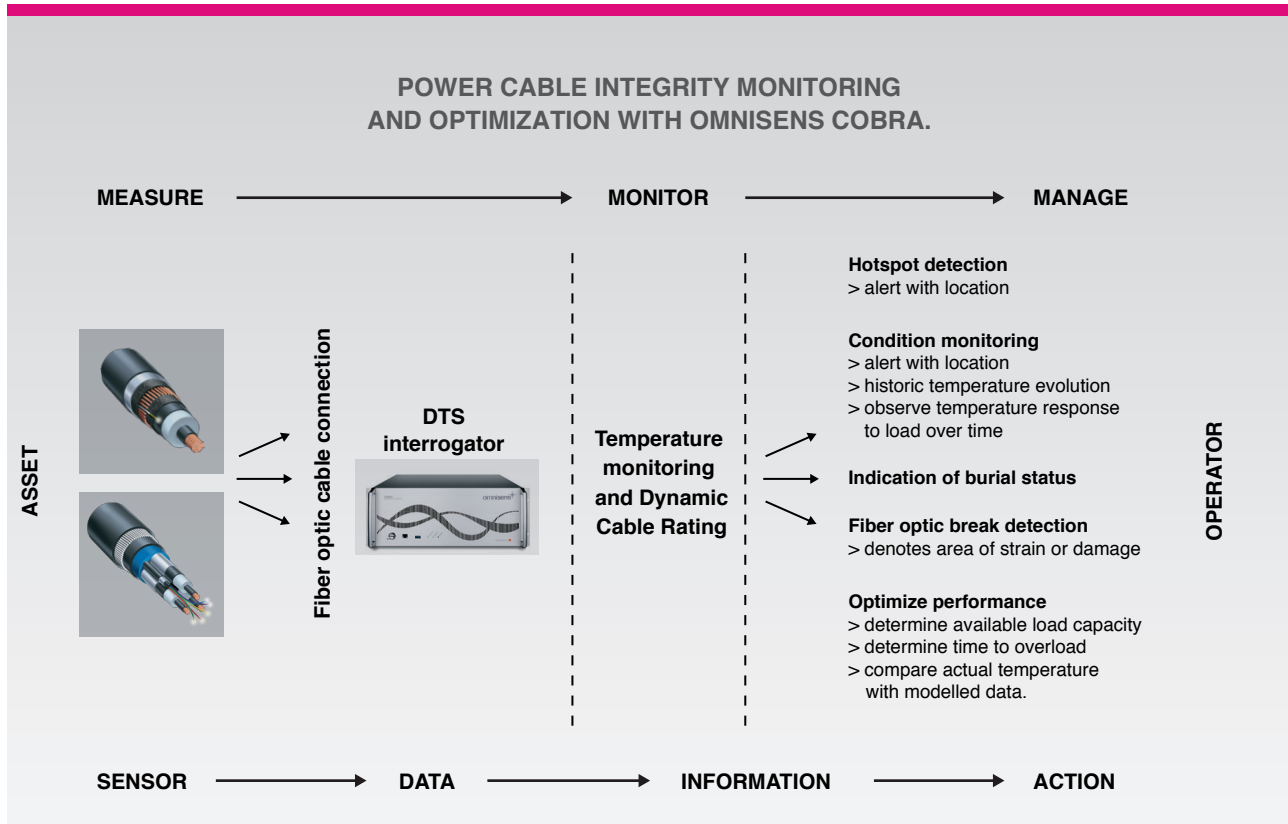 POWER CABLE INTEGRITY MONITORING
AND OPTIMIZATION WITH OMNISENS COBRA.
MEASURE
MONITOR
MANAGE
ASSET
Fiber optic cable connection
DTS
interrogator
omnisens
Temperature
monitoring
and Dynamic
Cable Rating
Hotspot detection
> alert with location
Condition monitoring
> alert with location
> historic temperature evolution
> observe temperature response
to load over time
Indication of burial status
Fiber optic break detection
> denotes area of strain or damage
Optimize performance
> determine available load capacity
> determine time to overload
> compare actual temperature
with modelled data.
OPERATOR
SENSOR
DATA
INFORMATION
ACTION